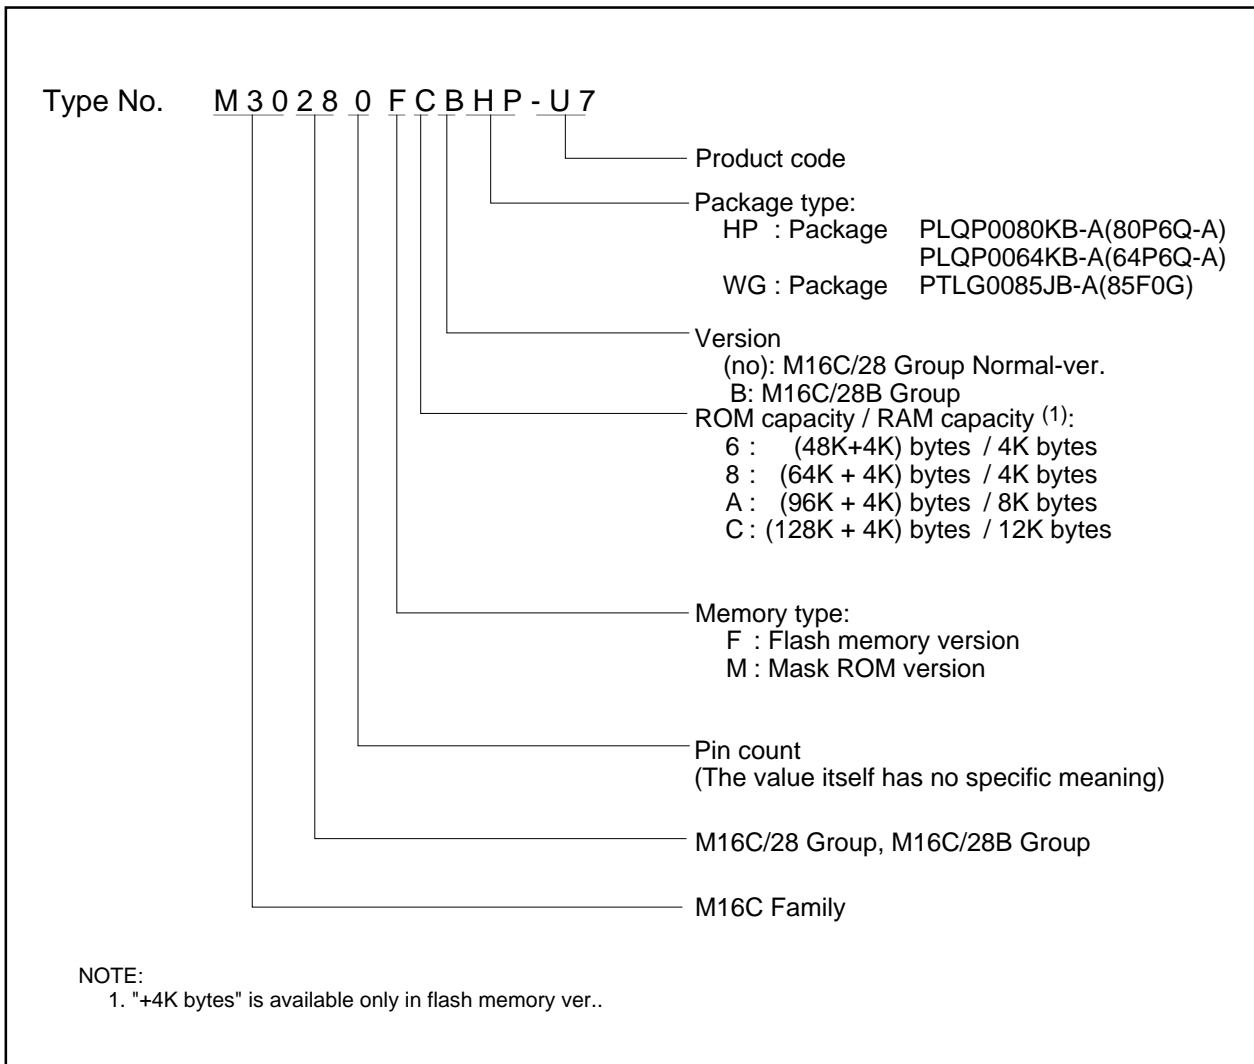 Type No. M 3 0 2 8 0 F C B H P - U 7
Product code
Package type:
HP : Package PLQP0080KB-A(80P6Q-A)
PLQP0064KB-A(64P6Q-A)
WG : Package PTLG0085JB-A(85F0G)
Version
(no): M16C/28 Group Normal-ver.
B: M16C/28B Group
ROM capacity / RAM capacity (1):
6 : (48K+4K) bytes / 4K bytes
8 : (64K + 4K) bytes / 4K bytes
A : (96K + 4K) bytes / 8K bytes
C : (128K + 4K) bytes / 12K bytes
Memory type:
F : Flash memory version
M : Mask ROM version
Pin count
(The value itself has no specific meaning)
M16C/28 Group, M16C/28B Group
M16C Family
NOTE:
1. "+4K bytes" is available only in flash memory ver..